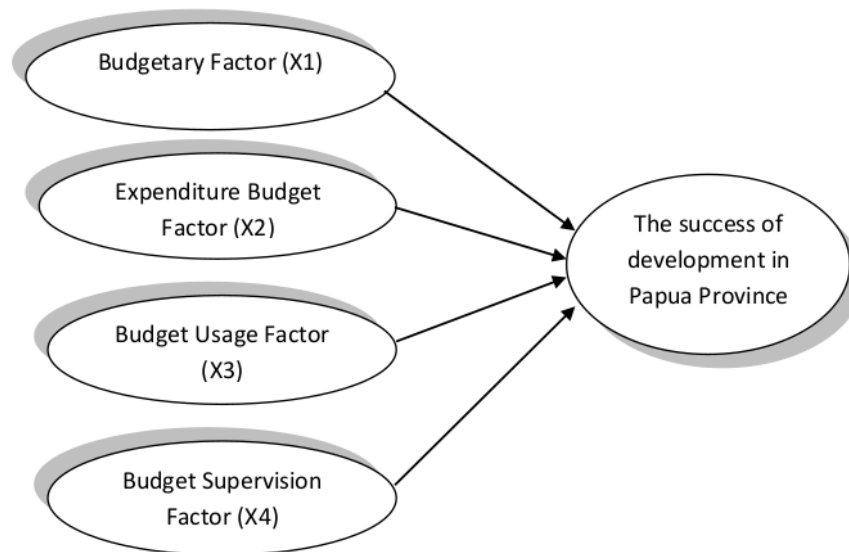 Budgetary Factor (X1)
Expenditure Budget
Factor (X2)
Budget Usage Factor
(X3)
Budget Supervision
Factor (X4)
The success of
development in
Papua Province